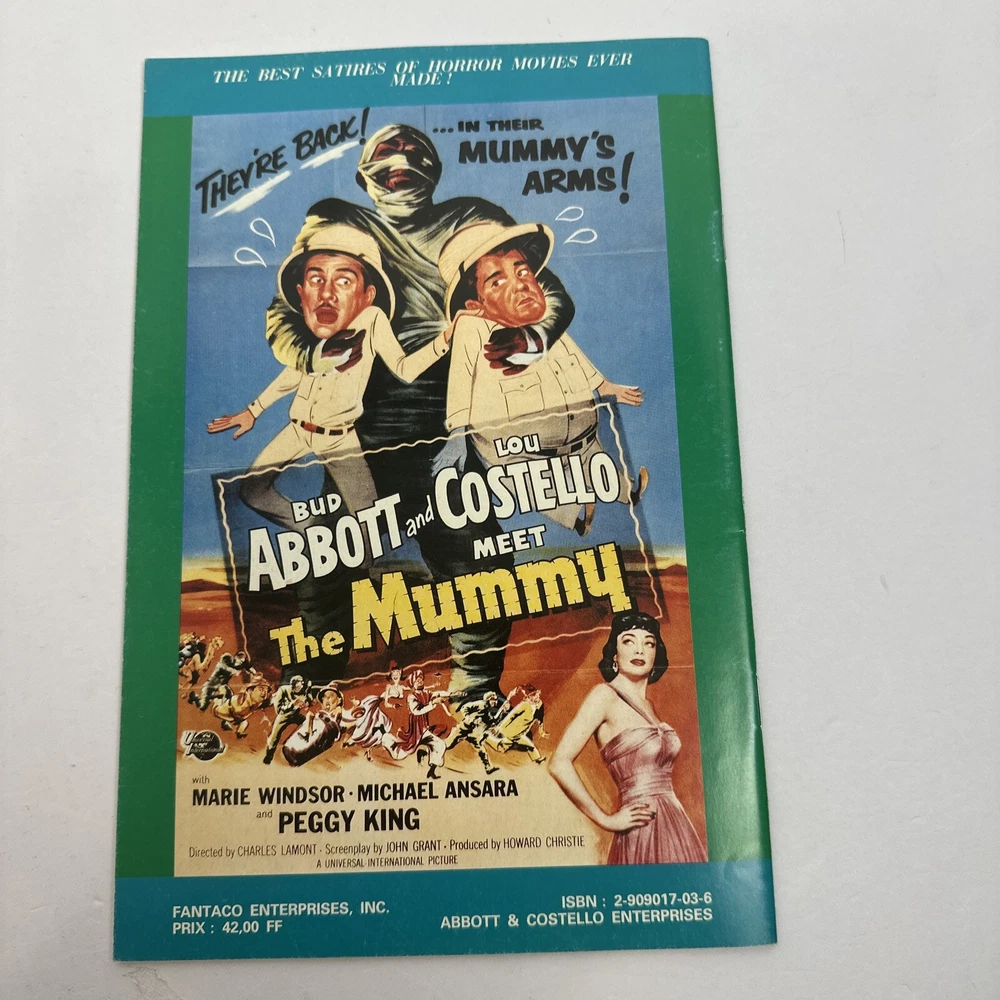 THE BEST SATIRES OF HORROR MOVIES EVER
MADE !
THEY'RE BACK!
...IN THEIR
MUMMY'S
ARMS!
BUD
LOU
ABBOTT and COSTELLO
MEET
The Mummy
Universal International
with
MARIE WINDSOR · MICHAEL ANSARA
and PEGGY KING
Directed by CHARLES LAMONT · Screenplay by JOHN GRANT · Produced by HOWARD CHRISTIE
A UNIVERSAL-INTERNATIONAL PICTURE
FANTACO ENTERPRISES, INC.
PRIX : 42,00 FF
ISBN : 2-909017-03-6
ABBOTT & COSTELLO ENTERPRISES